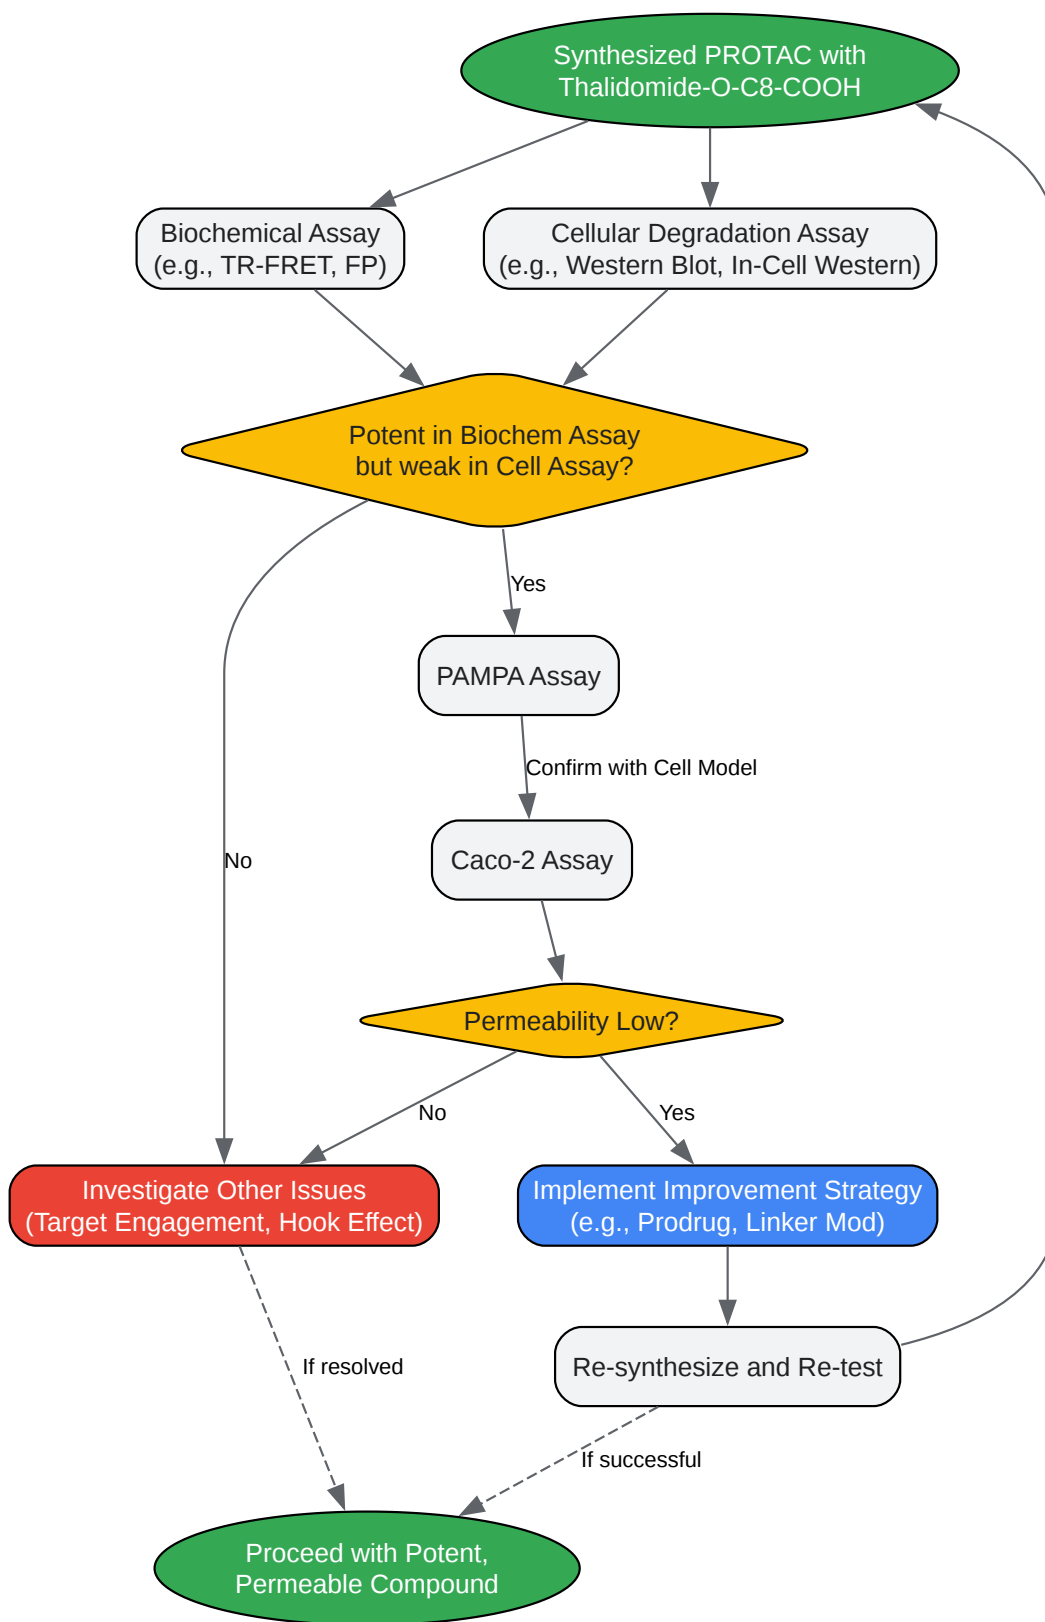 Synthesized PROTAC with
Thalidomide-O-C8-COOH
Biochemical Assay
(e.g., TR-FRET, FP)
Cellular Degradation Assay
(e.g., Western Blot, In-Cell Western)
Potent in Biochem Assay
but weak in Cell Assay?
Yes
PAMPA Assay
Confirm with Cell Model
No
Caco-2 Assay
Permeability Low?
No
Yes
Investigate Other Issues
(Target Engagement, Hook Effect)
Implement Improvement Strategy
(e.g., Prodrug, Linker Mod)
If resolved
Re-synthesize and Re-test
If successful
Proceed with Potent,
Permeable Compound